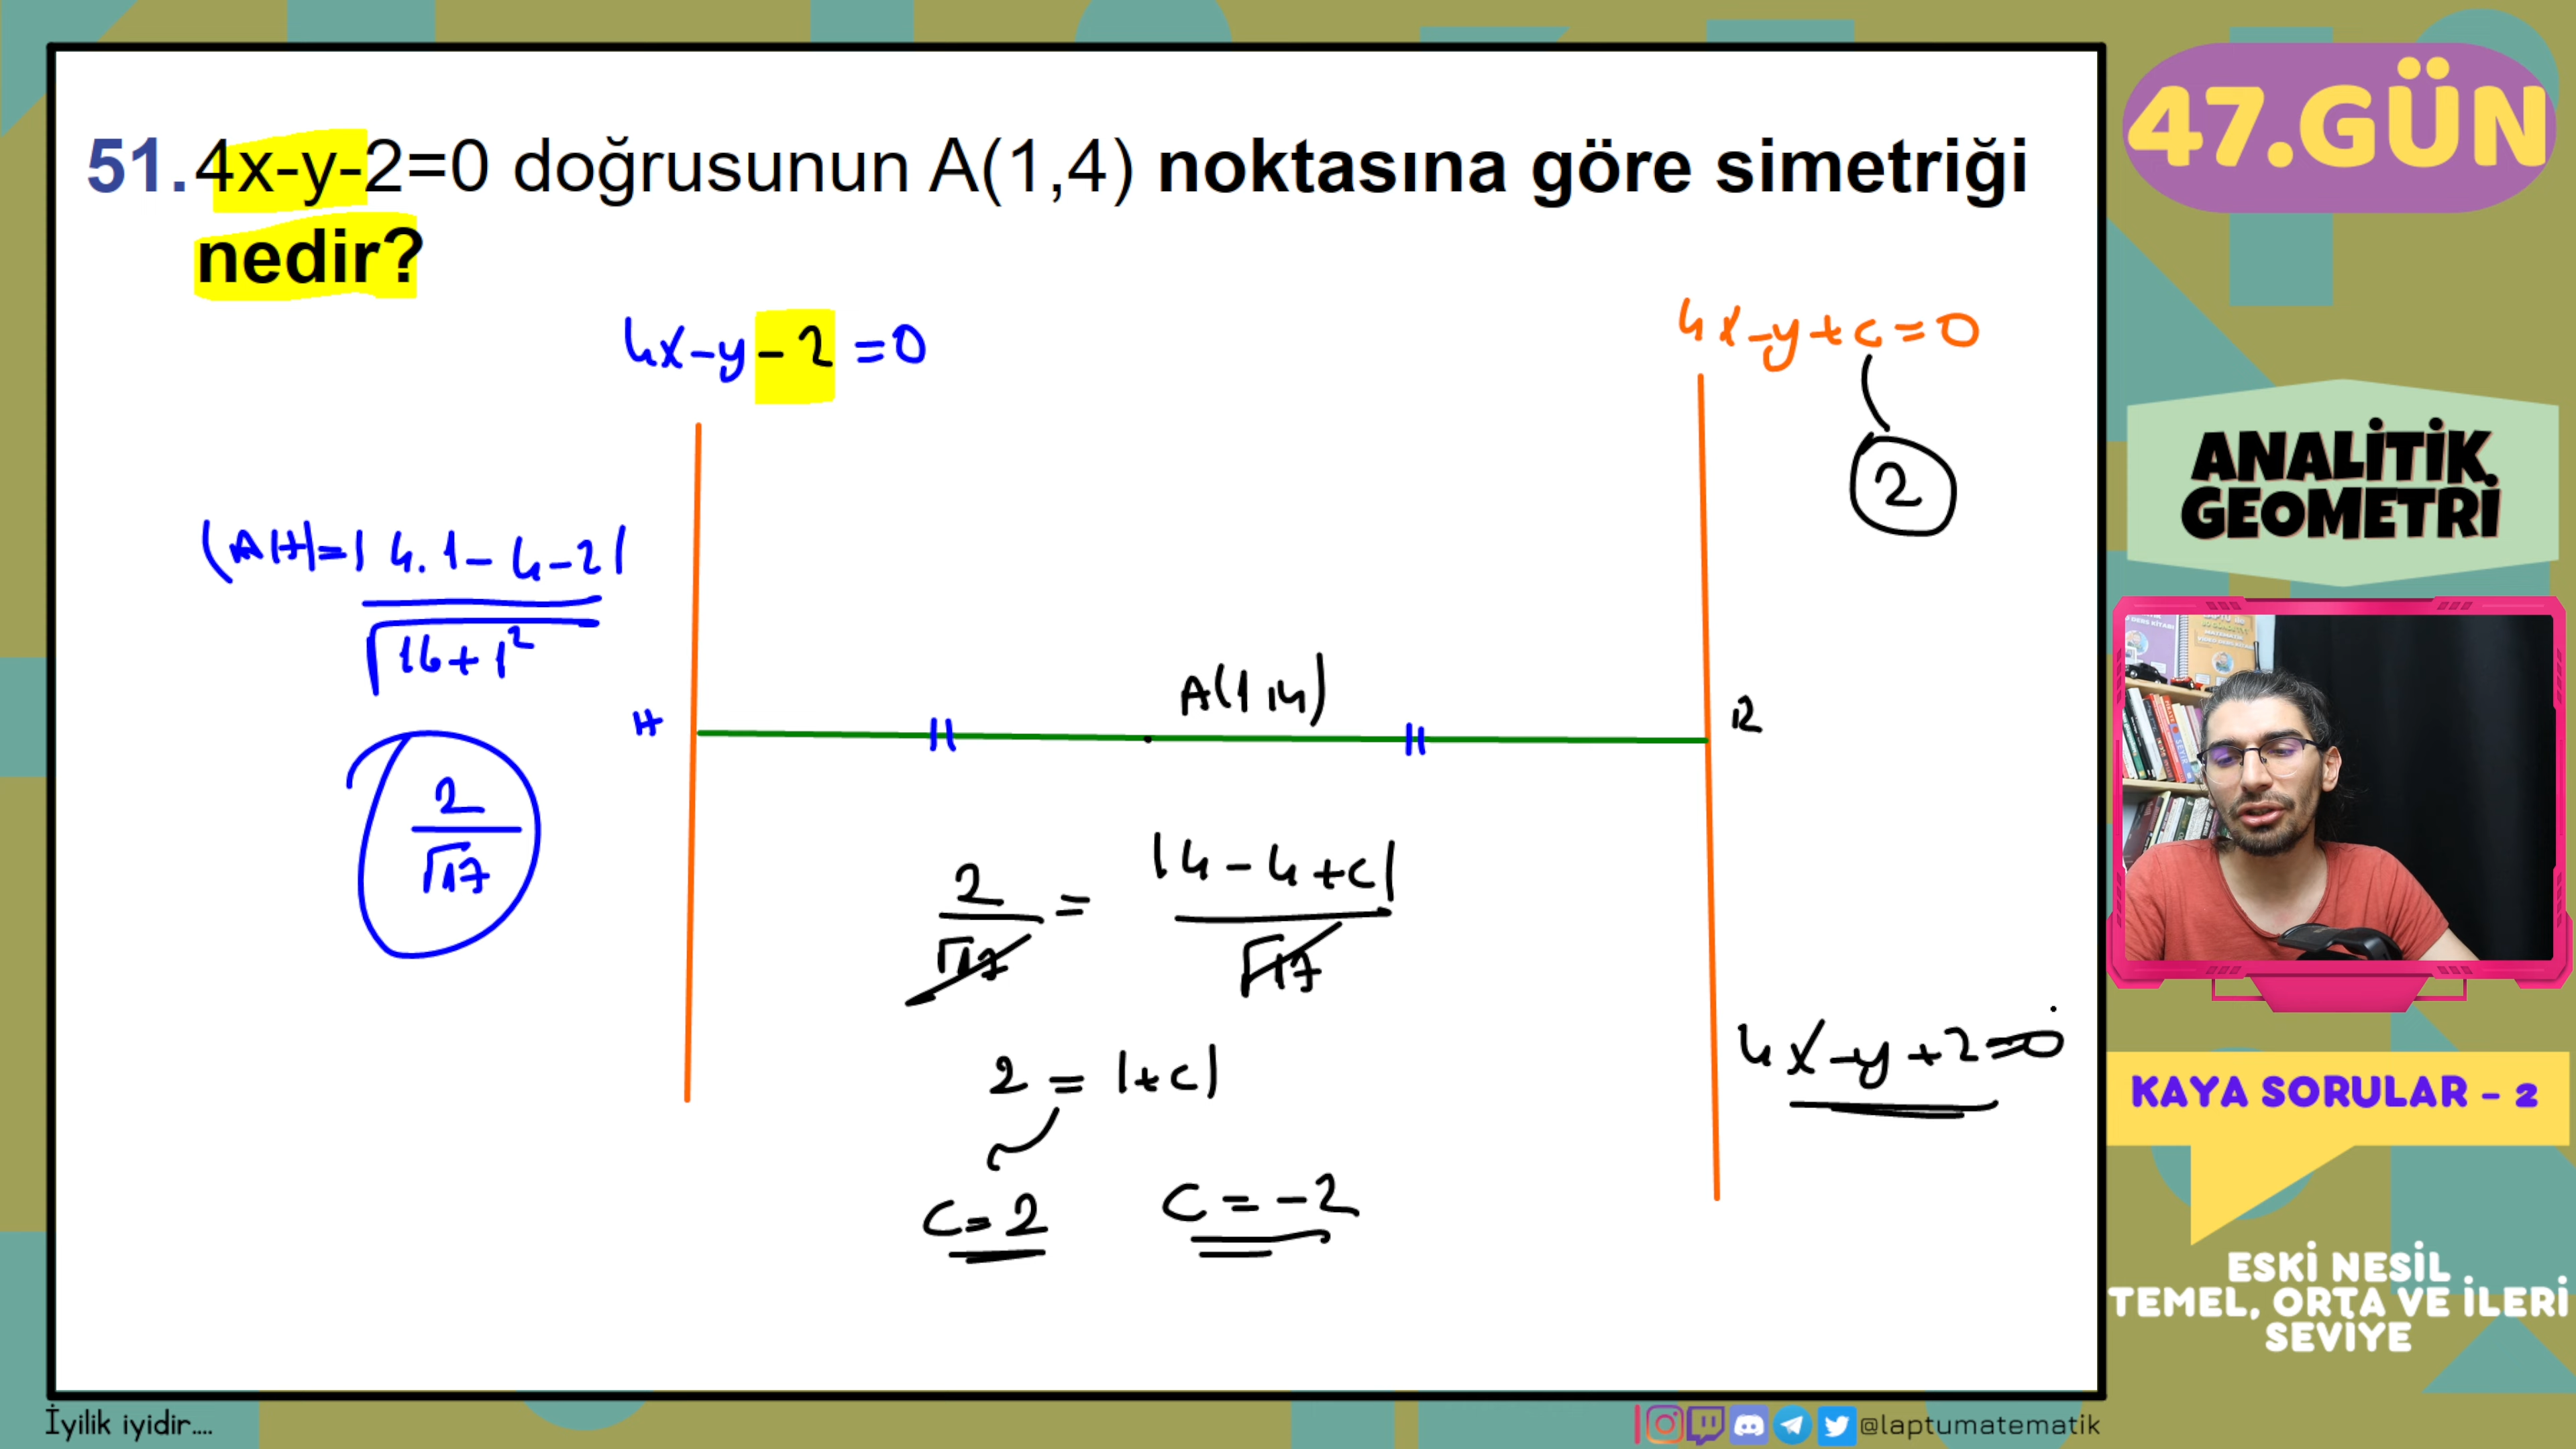 51. 4x-y-2=0 doğrusunun A(1,4) noktasına göre simetriği
nedir?
4x-y-2=0
4x-y+c=0
2
|AH|=|4.1-4-2|
√16+1²
2
√17
H
A(1,4)
R
2 = |4-4+c|
√17 √17
2 = |+c|
c=2 c=-2
4x-y+2=0
47.GÜN
ANALİTİK
GEOMETRİ
KAYA SORULAR - 2
ESKİ NESİL
TEMEL, ORTA VE İLERİ
SEVİYE
İyilik iyidir....
@laptumatematik